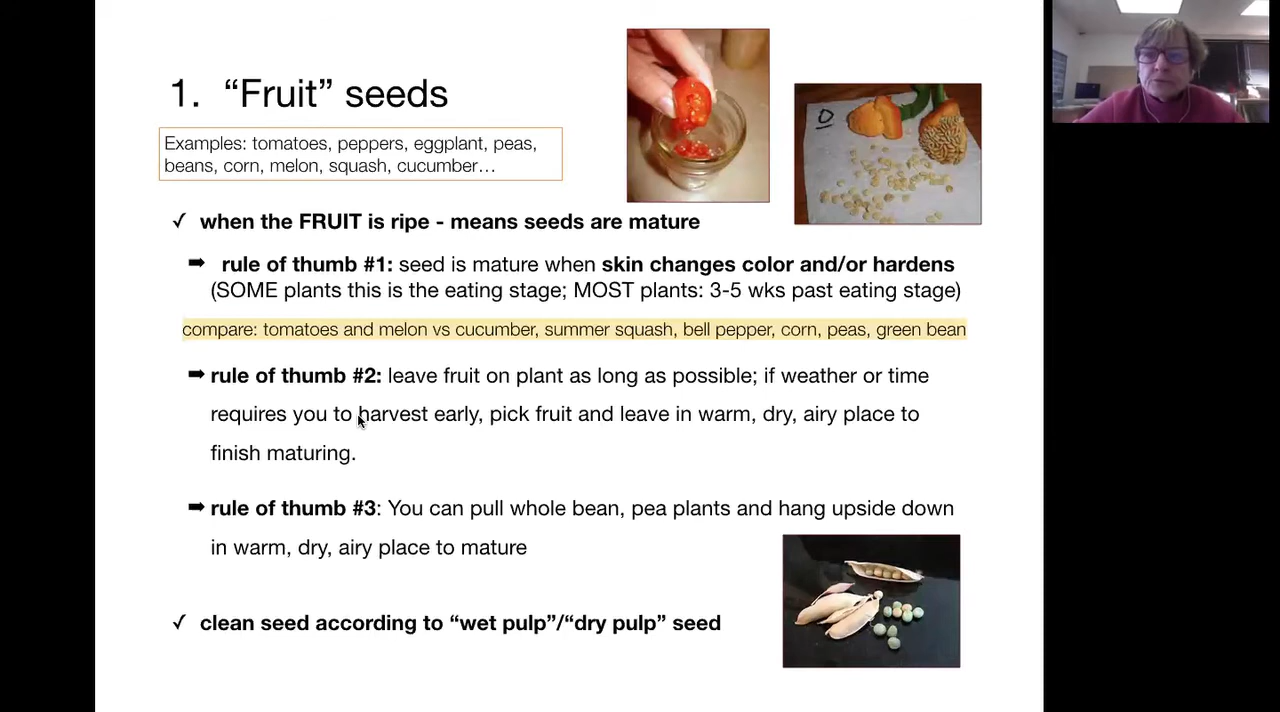 1. “Fruit” seeds
Examples: tomatoes, peppers, eggplant, peas,
beans, corn, melon, squash, cucumber…
✓ when the FRUIT is ripe - means seeds are mature
➡ rule of thumb #1: seed is mature when skin changes color and/or hardens
(SOME plants this is the eating stage; MOST plants: 3-5 wks past eating stage)
compare: tomatoes and melon vs cucumber, summer squash, bell pepper, corn, peas, green bean
➡ rule of thumb #2: leave fruit on plant as long as possible; if weather or time
requires you to harvest early, pick fruit and leave in warm, dry, airy place to
finish maturing.
➡ rule of thumb #3: You can pull whole bean, pea plants and hang upside down
in warm, dry, airy place to mature
✓ clean seed according to “wet pulp”/“dry pulp” seed